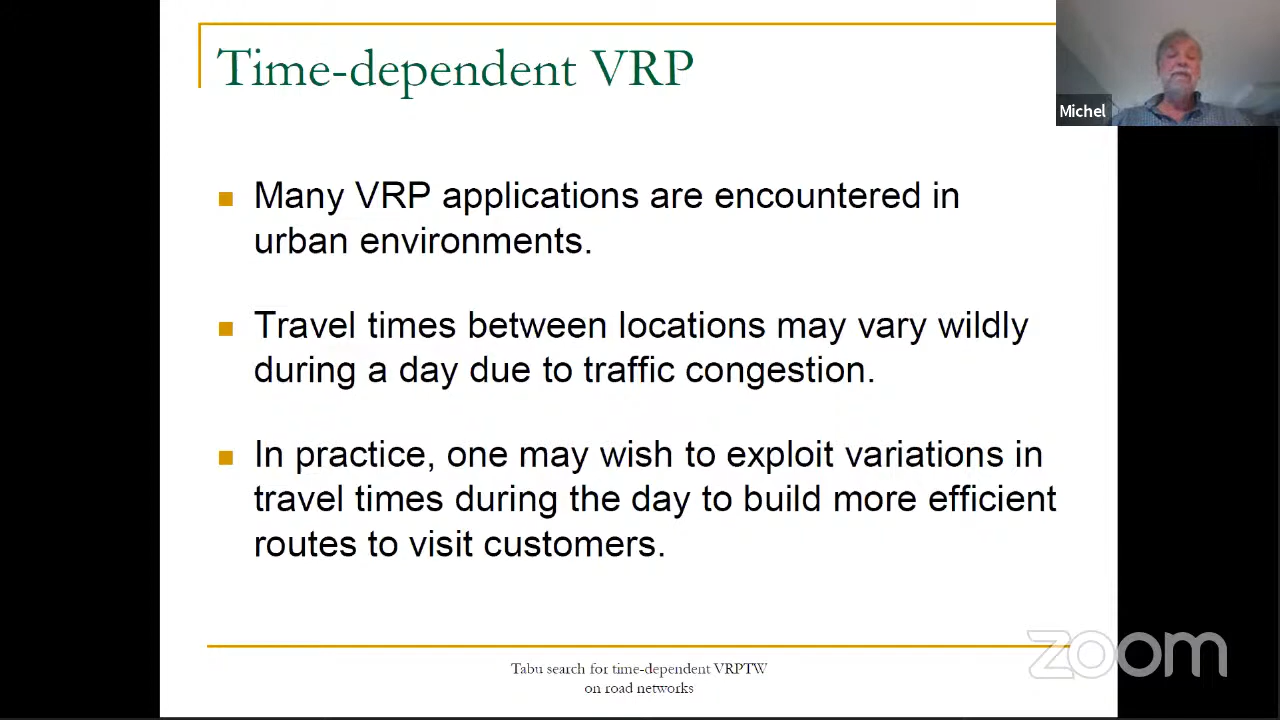 Time-dependent VRP
Michel
Many VRP applications are encountered in
urban environments.
Travel times between locations may vary wildly
during a day due to traffic congestion.
In practice, one may wish to exploit variations in
travel times during the day to build more efficient
routes to visit customers.
zoom
Tabu search for time-dependent VRPTW
on road networks